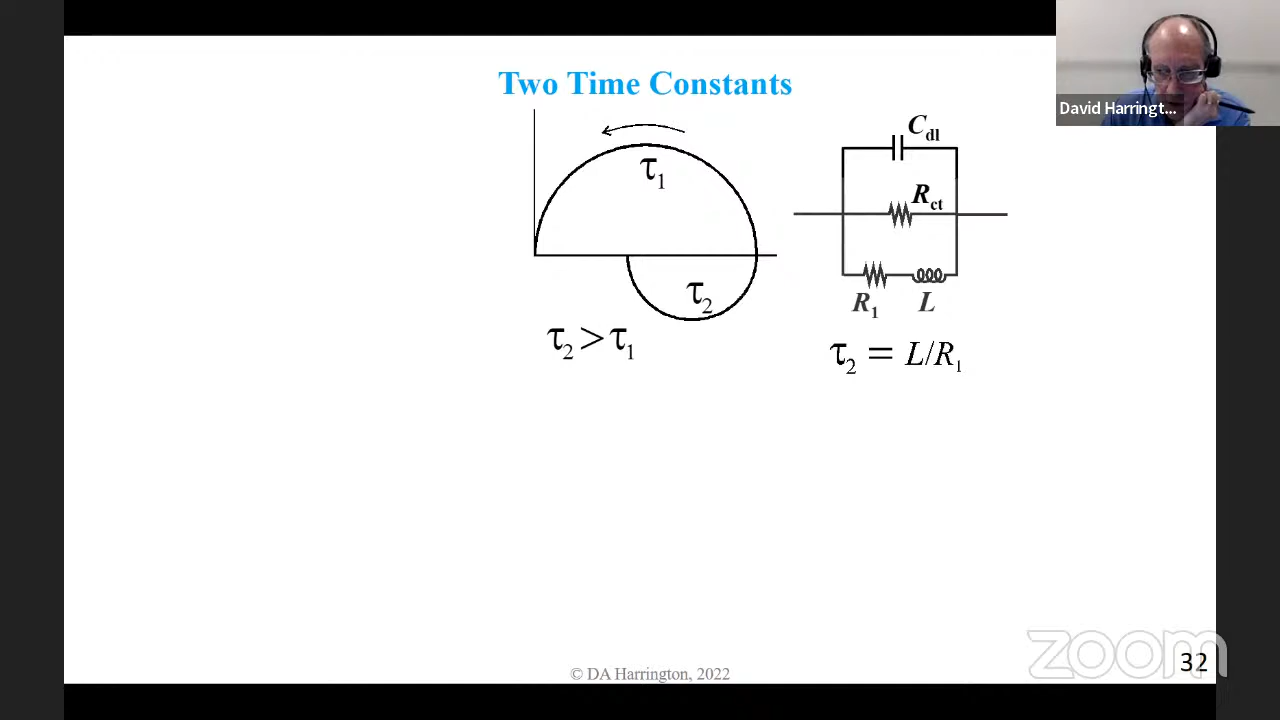 Two Time Constants
David Harringt...
τ1
Cdl
Rct
τ2
R1 L
τ2 > τ1
τ2 = L/R1
© DA Harrington, 2022
zoom
32